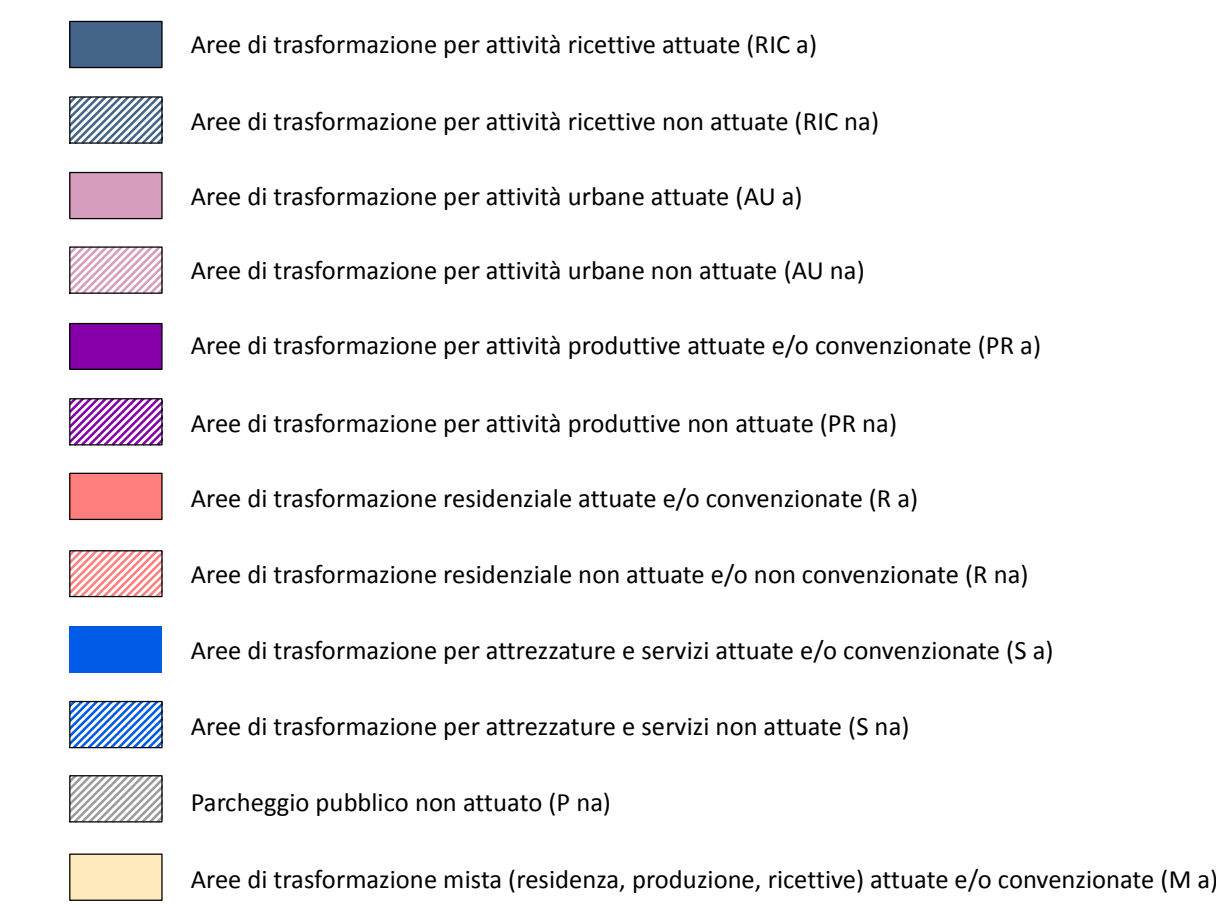 Aree di trasformazione per attività ricettive attuate (RIC a)
Aree di trasformazione per attività ricettive non attuate (RIC na)
Aree di trasformazione per attività urbane attuate (AU a)
Aree di trasformazione per attività urbane non attuate (AU na)
Aree di trasformazione per attività produttive attuate e/o convenzionate (PR a)
Aree di trasformazione per attività produttive non attuate (PR na)
Aree di trasformazione residenziale attuate e/o convenzionate (R a)
Aree di trasformazione residenziale non attuate e/o non convenzionate (R na)
Aree di trasformazione per attrezzature e servizi attuate e/o convenzionate (S a)
Aree di trasformazione per attrezzature e servizi non attuate (S na)
Parcheggio pubblico non attuato (P na)
Aree di trasformazione mista (residenza, produzione, ricettive) attuate e/o convenzionate (M a)